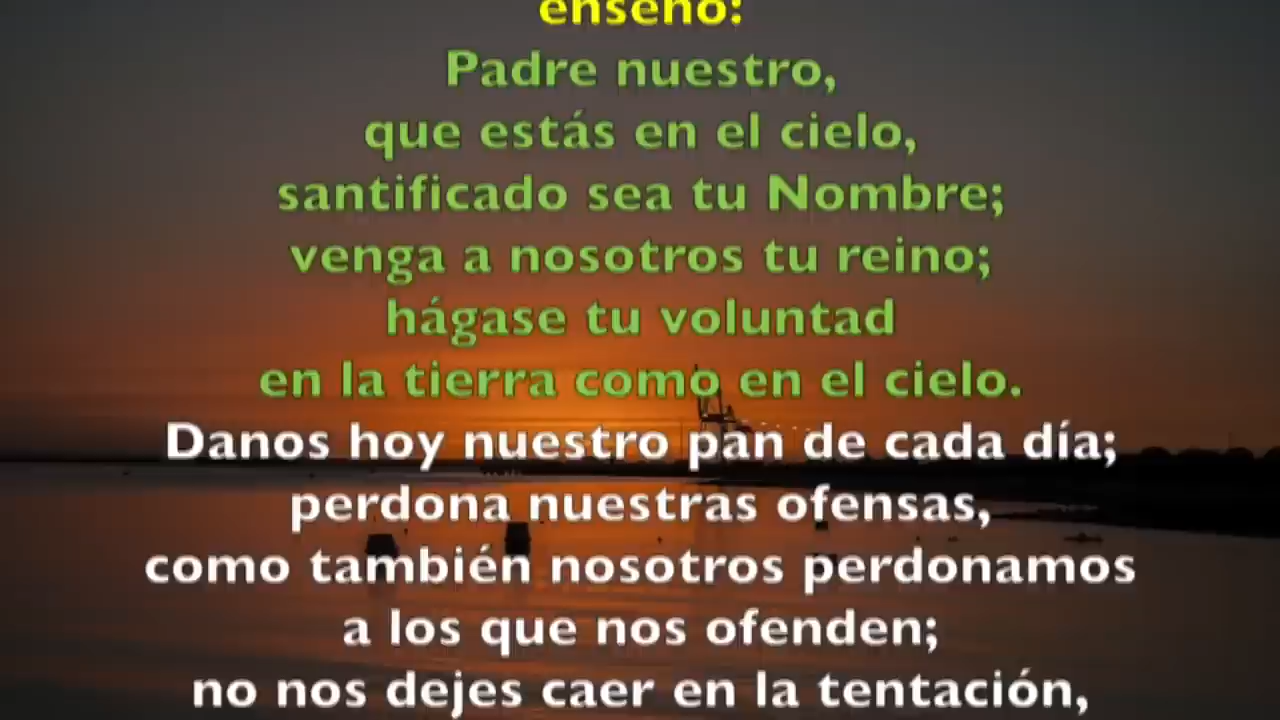 enseñó:
Padre nuestro,
que estás en el cielo,
santificado sea tu Nombre;
venga a nosotros tu reino;
hágase tu voluntad
en la tierra como en el cielo.
Danos hoy nuestro pan de cada día;
perdona nuestras ofensas,
como también nosotros perdonamos
a los que nos ofenden;
no nos dejes caer en la tentación,